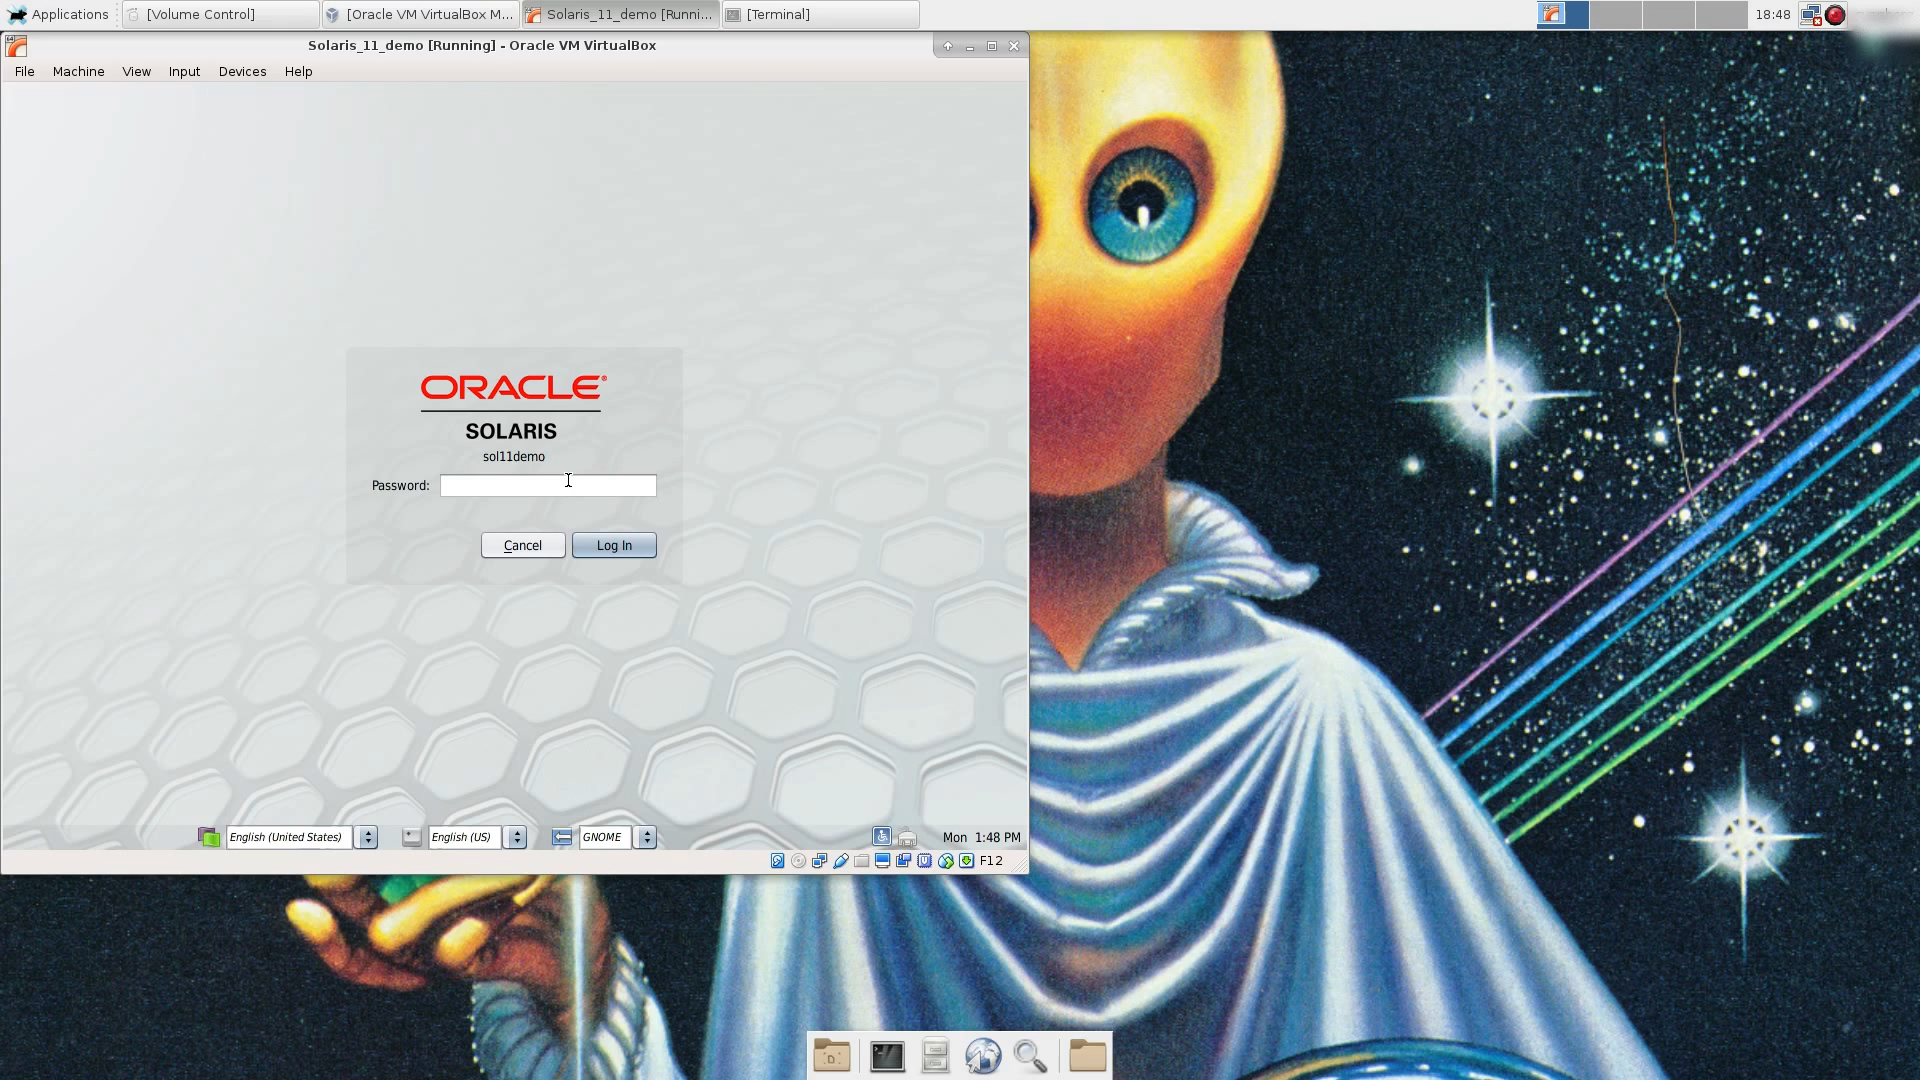 Applications
[Volume Control]
[Oracle VM VirtualBox M...
Solaris_11_demo [Runni...
[Terminal]
18:48
Solaris_11_demo [Running] - Oracle VM VirtualBox
File Machine View Input Devices Help
ORACLE®
SOLARIS
sol11demo
Password:
Cancel Log In
English (United States) English (US) GNOME Mon 1:48 PM
F12